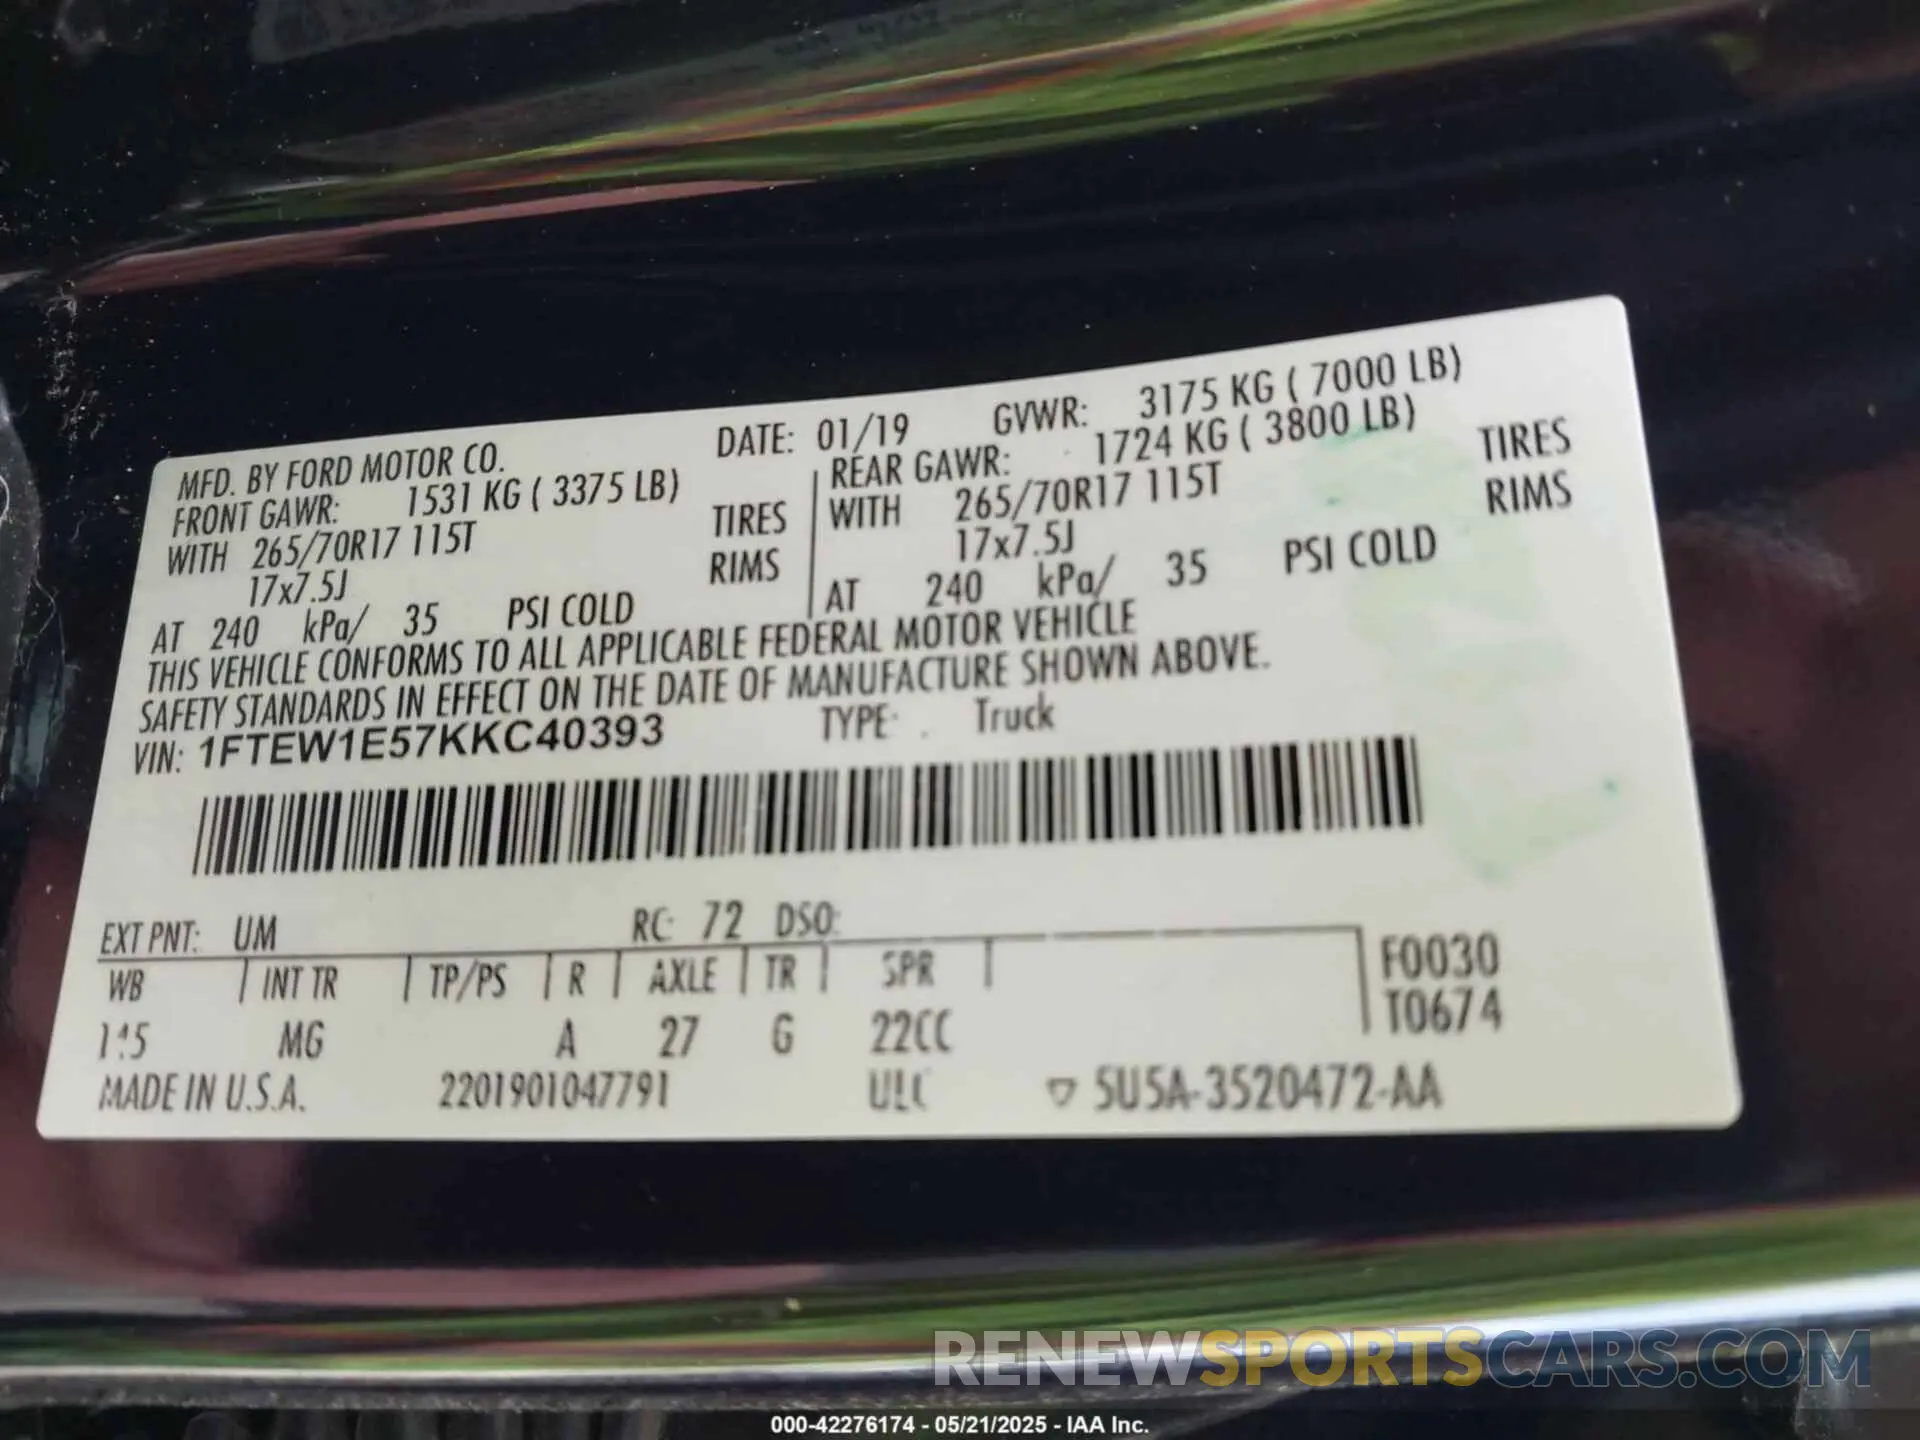 MFD. BY FORD MOTOR CO. DATE: 01/19 GVWR: 3175 KG ( 7000 LB)
FRONT GAWR: 1531 KG ( 3375 LB) REAR GAWR: 1724 KG ( 3800 LB)
WITH 265/70R17 115T TIRES WITH 265/70R17 115T TIRES
17x7.5J RIMS 17x7.5J RIMS
AT 240 kPa/ 35 PSI COLD AT 240 kPa/ 35 PSI COLD
THIS VEHICLE CONFORMS TO ALL APPLICABLE FEDERAL MOTOR VEHICLE
SAFETY STANDARDS IN EFFECT ON THE DATE OF MANUFACTURE SHOWN ABOVE.
VIN: 1FTEW1E57KKC40393 TYPE: Truck
EXT PNT: UM RC: 72 DSO:
WB INT TR TP/PS R AXLE TR SPR F0030
MG A 27 G 22CC T0674
MADE IN U.S.A. 2201901047791 ▽ 5U5A-3520472-AA
RENEWSPORTSCARS.COM
000-42276174 - 05/21/2025 - IAA Inc.